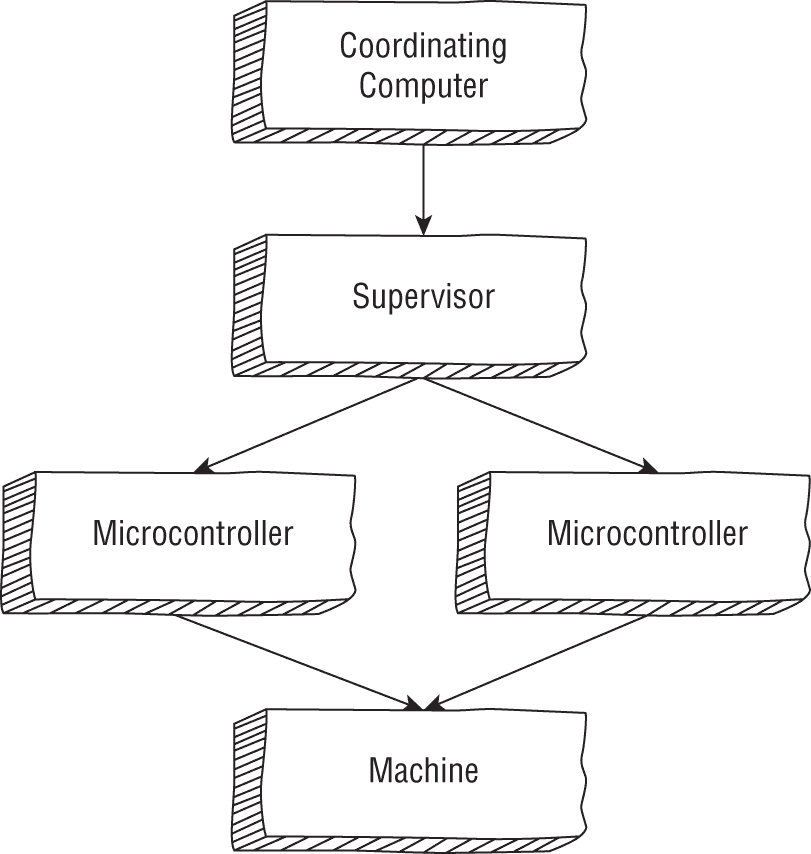 Coordinating
Computer
Supervisor
Microcontroller
Microcontroller
Machine